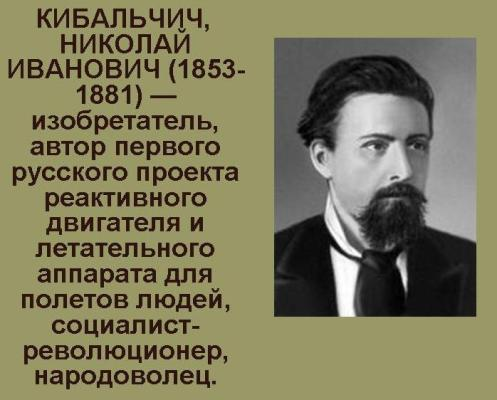 КИБАЛЬЧИЧ,
НИКОЛАЙ
ИВАНОВИЧ (1853-
1881) —
изобретатель,
автор первого
русского проекта
реактивного
двигателя и
летательного
аппарата для
полетов людей,
социалист-
революционер,
народоволец.